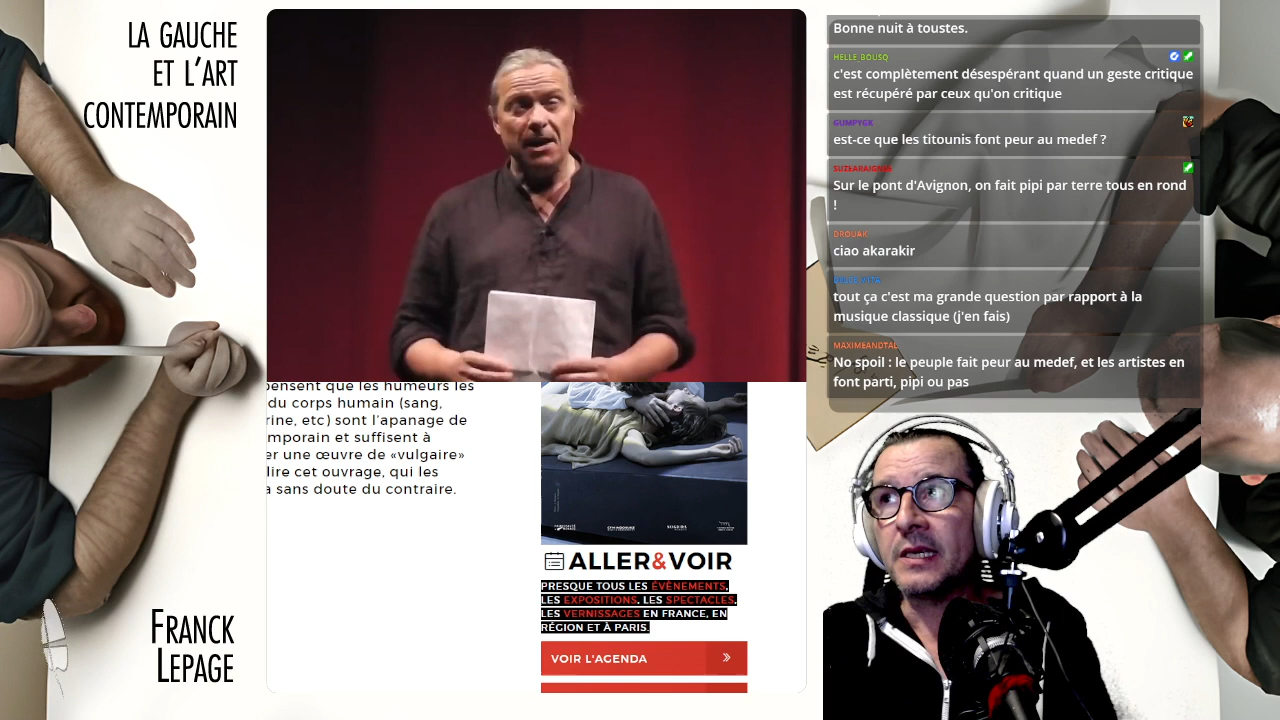 LA GAUCHE
ET L'ART
CONTEMPORAIN
pensent que les humeurs les
du corps humain (sang,
rine, etc) sont l'apanage de
mporain et suffisent à
er une œuvre de «vulgaire»
lire cet ouvrage, qui les
a sans doute du contraire.
ALLER&VOIR
PRESQUE TOUS LES ÉVÈNEMENTS,
LES EXPOSITIONS, LES SPECTACLES,
LES VERNISSAGES EN FRANCE, EN
RÉGION ET À PARIS.
VOIR L'AGENDA
FRANCK
LEPAGE
Bonne nuit à toustes.
HELLE_BOUSQ
c'est complètement désespérant quand un geste critique
est récupéré par ceux qu'on critique
GUMPYGX
est-ce que les titounis font peur au medef ?
SUZEARAIGNEE
Sur le pont d'Avignon, on fait pipi par terre tous en rond
!
DROUAK
ciao akarakir
tout ça c'est ma grande question par rapport à la
musique classique (j'en fais)
MAXIMEANDTAL
No spoil : le peuple fait peur au medef, et les artistes en
font parti, pipi ou pas